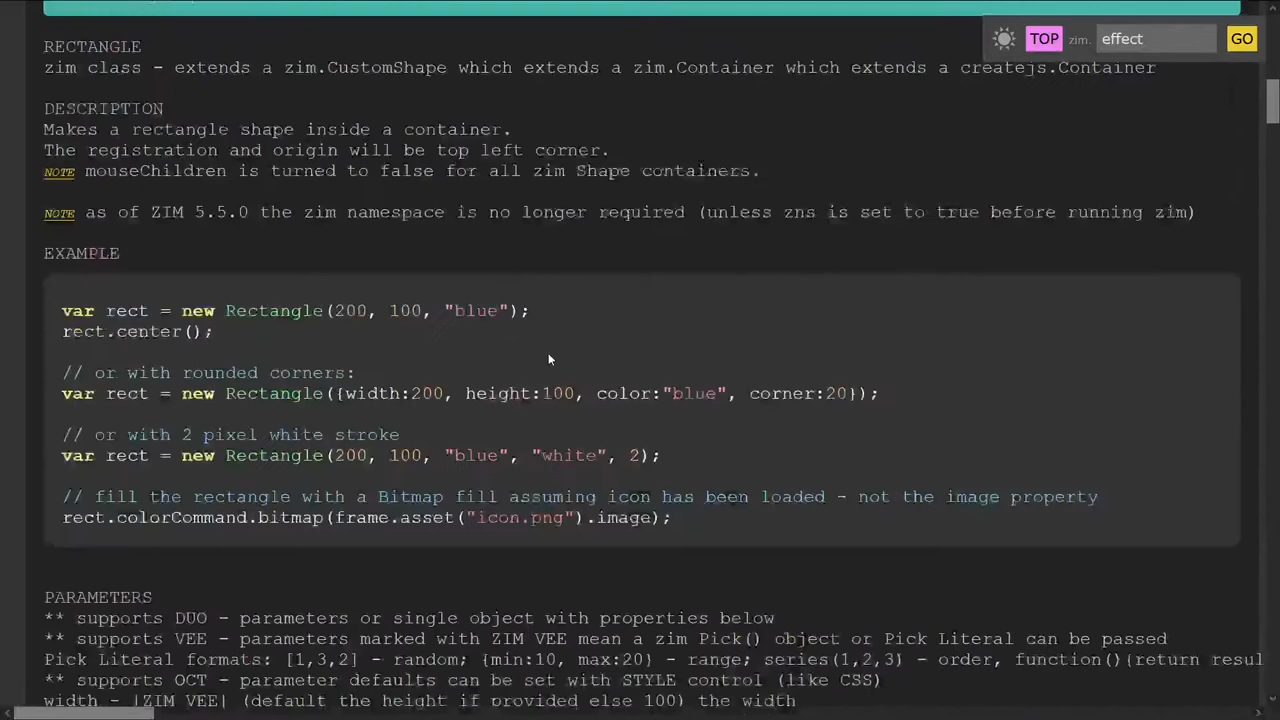 TOP zim. effect GO
RECTANGLE
zim class - extends a zim.CustomShape which extends a zim.Container which extends a createjs.Container
DESCRIPTION
Makes a rectangle shape inside a container.
The registration and origin will be top left corner.
NOTE mouseChildren is turned to false for all zim Shape containers.
NOTE as of ZIM 5.5.0 the zim namespace is no longer required (unless zns is set to true before running zim)
EXAMPLE
var rect = new Rectangle(200, 100, "blue");
rect.center();
// or with rounded corners:
var rect = new Rectangle({width:200, height:100, color:"blue", corner:20});
// or with 2 pixel white stroke
var rect = new Rectangle(200, 100, "blue", "white", 2);
// fill the rectangle with a Bitmap fill assuming icon has been loaded - not the image property
rect.colorCommand.bitmap(frame.asset("icon.png").image);
PARAMETERS
** supports DUO - parameters or single object with properties below
** supports VEE - parameters marked with ZIM VEE mean a zim Pick() object or Pick Literal can be passed
Pick Literal formats: [1,3,2] - random; {min:10, max:20} - range; series(1,2,3) - order, function(){return resul
** supports OCT - parameter defaults can be set with STYLE control (like CSS)
width - |ZIM VEE| (default the height if provided else 100) the width